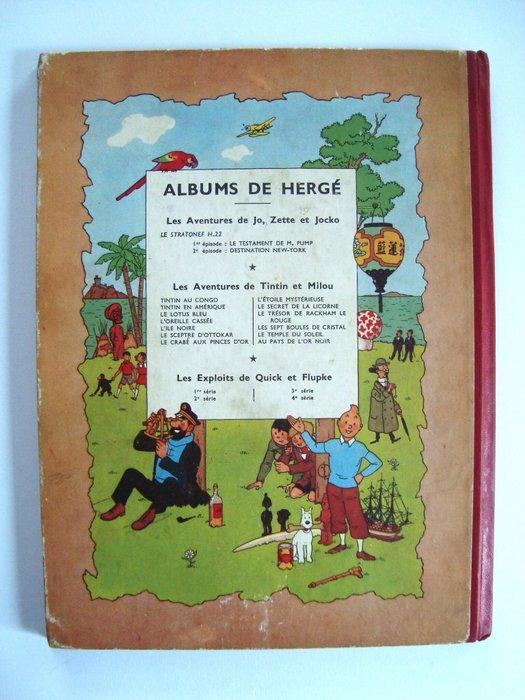 ALBUMS DE HERGÉ
Les Aventures de Jo, Zette et Jocko
LE STRATONEF H.22
1er épisode : LE TESTAMENT DE M. PUMP
2e épisode : DESTINATION NEW-YORK
Les Aventures de Tintin et Milou
TINTIN AU CONGO
TINTIN EN AMÉRIQUE
LE LOTUS BLEU
L'OREILLE CASSÉE
L'ILE NOIRE
LE SCEPTRE D'OTTOKAR
LE CRABE AUX PINCES D'OR
L'ÉTOILE MYSTÉRIEUSE
LE SECRET DE LA LICORNE
LE TRÉSOR DE RACKHAM LE
ROUGE
LES SEPT BOULES DE CRISTAL
LE TEMPLE DU SOLEIL
AU PAYS DE L'OR NOIR
Les Exploits de Quick et Flupke
1re série
2e série
3e série
4e série
藍蓮